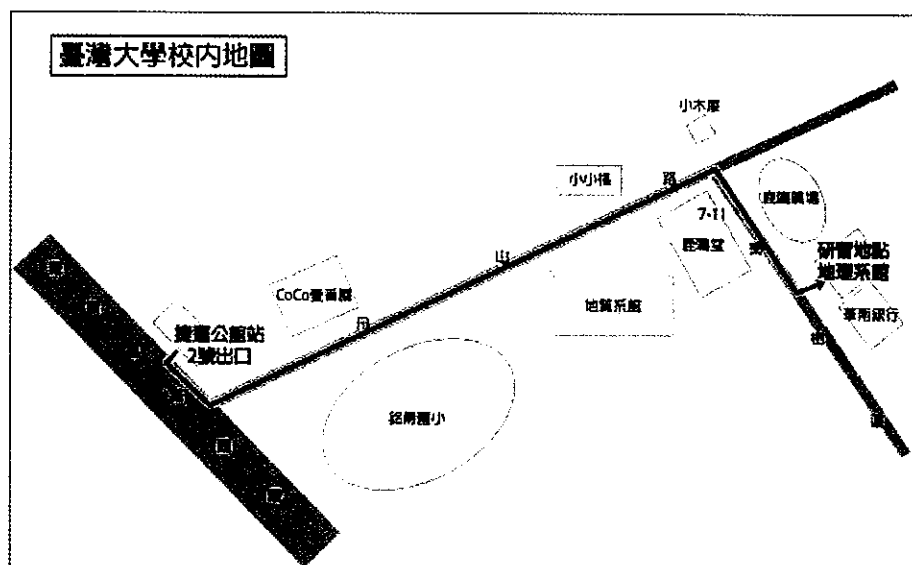 臺灣大學校內地圖
小木屋
小小福
路
7-11
鹿鳴堂
鹿鳴廣場
研習地點
地理系館
華南銀行
山
地質系館
CoCo壹番屋
舟
捷運公館站
2號出口
銘傳國小